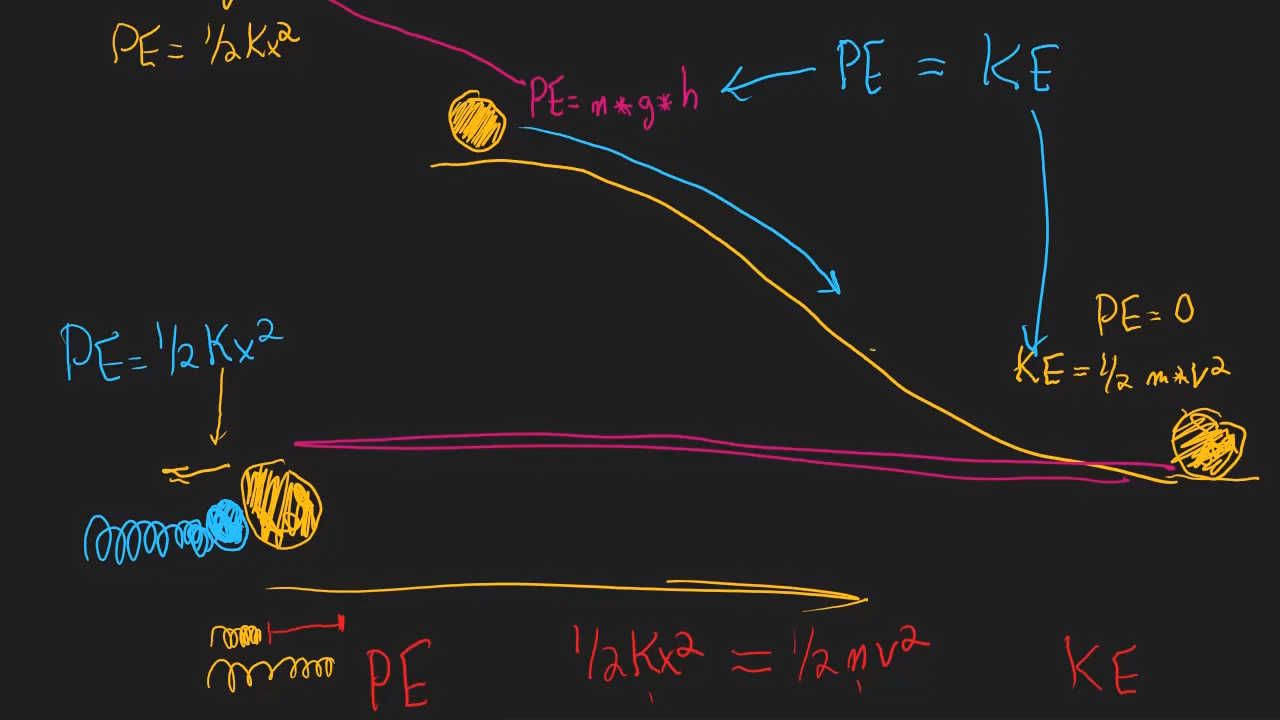 PE = 1/2Kx²
PE = KE
PE= m*g*h
PE = 0
KE = 1/2 m*v²
PE = 1/2Kx²
PE
1/2Kx² = 1/2mv²
KE